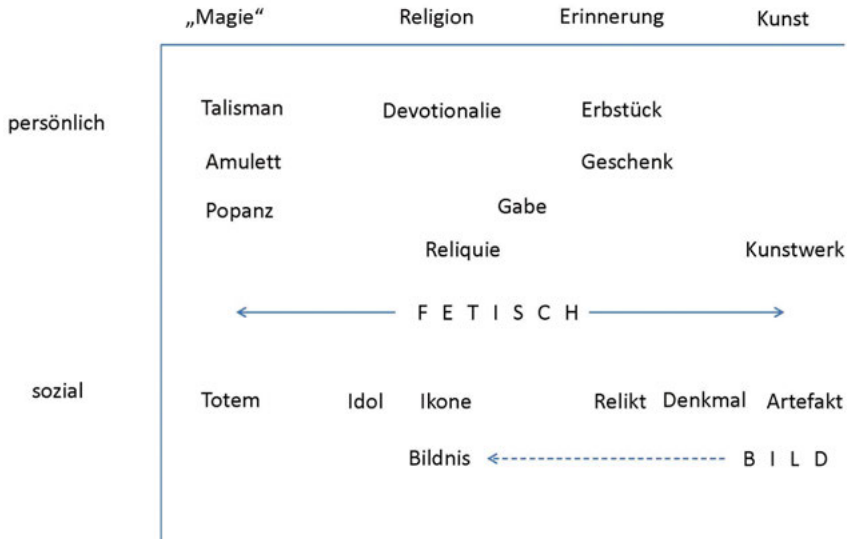 „Magie“ Religion Erinnerung Kunst
Talisman Devotionalie Erbstück
persönlich
Amulett Geschenk
Popanz Gabe
Reliquie Kunstwerk
F E T I S C H
sozial
Totem Idol Ikone Relikt Denkmal Artefakt
Bildnis B I L D